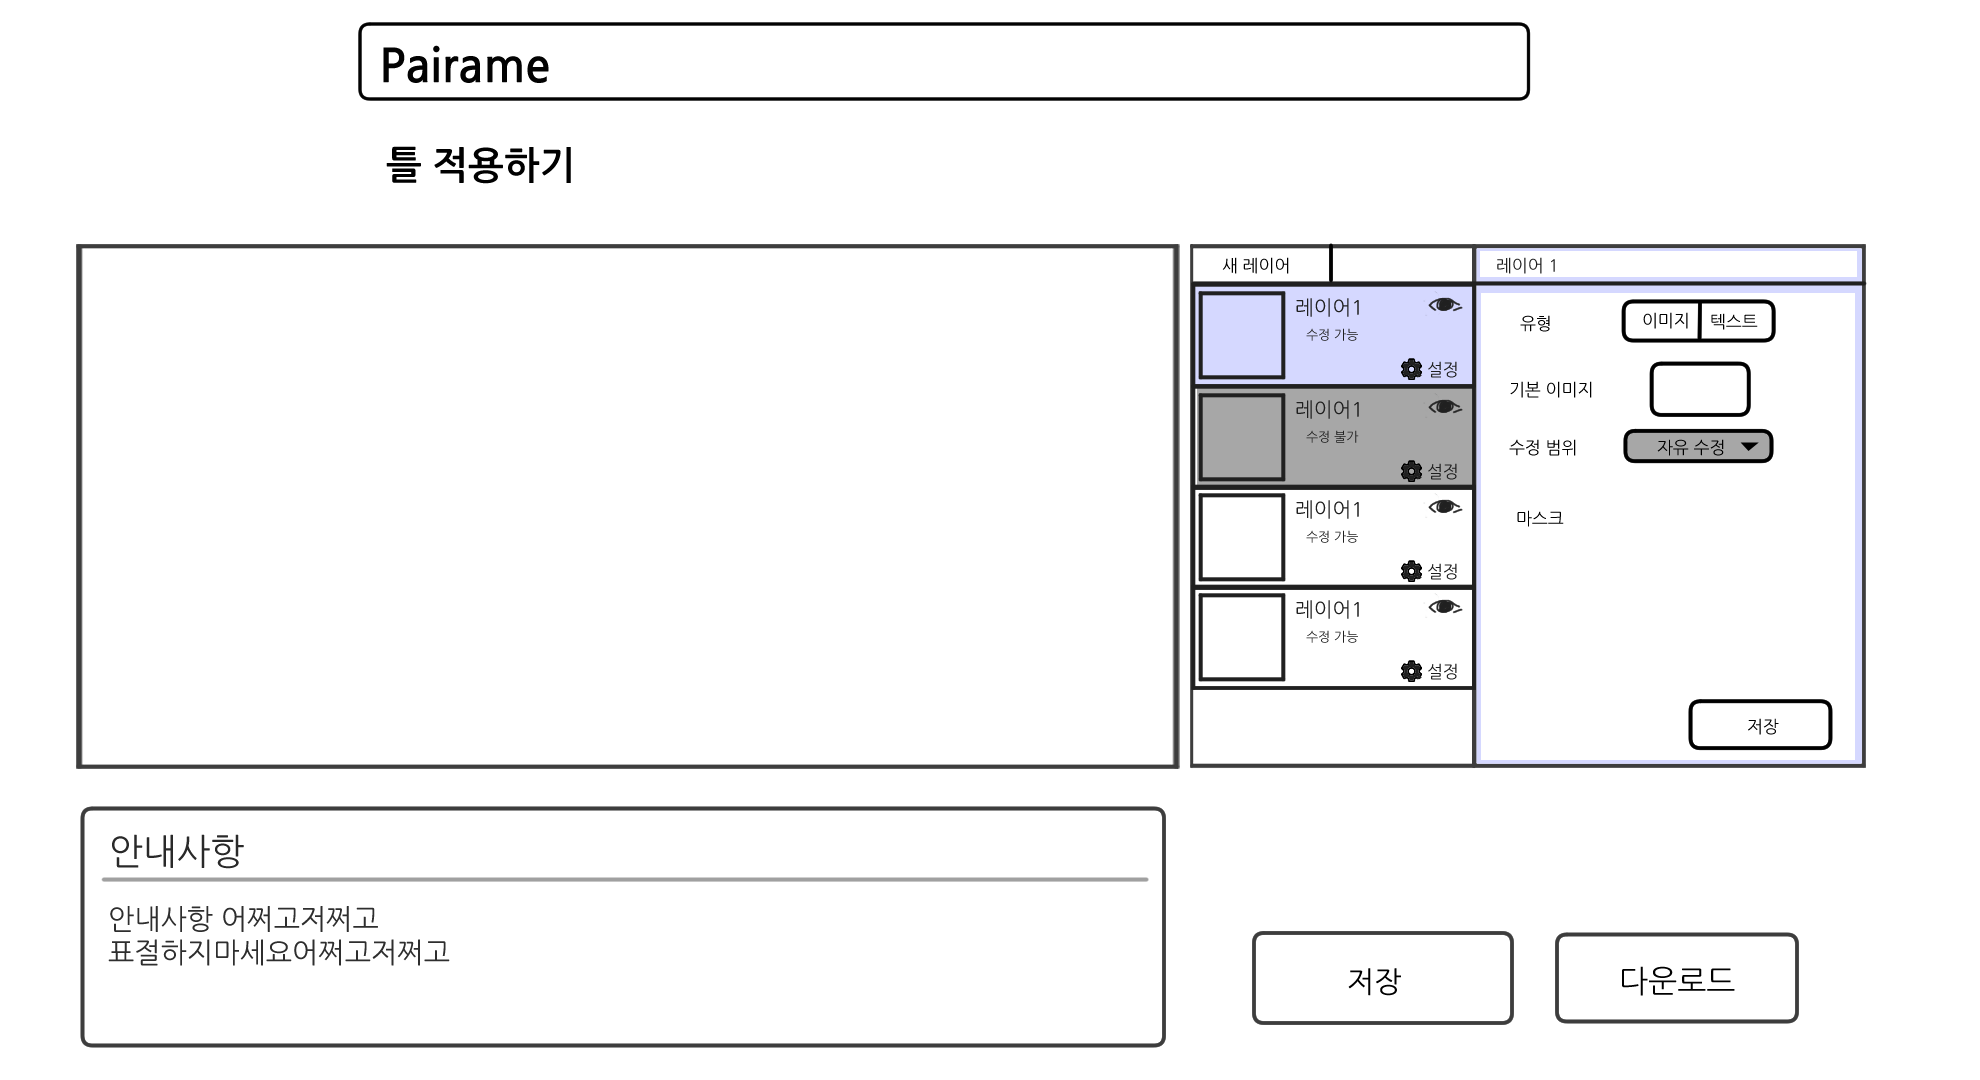 Pairame
틀 적용하기
새 레이어
레이어 1
레이어1
수정 가능
설정
레이어1
수정 불가
설정
레이어1
수정 가능
설정
레이어1
수정 가능
설정
유형
이미지
텍스트
기본 이미지
수정 범위
자유 수정
마스크
저장
안내사항
안내사항 어쩌고저쩌고
표절하지마세요어쩌고저쩌고
저장
다운로드